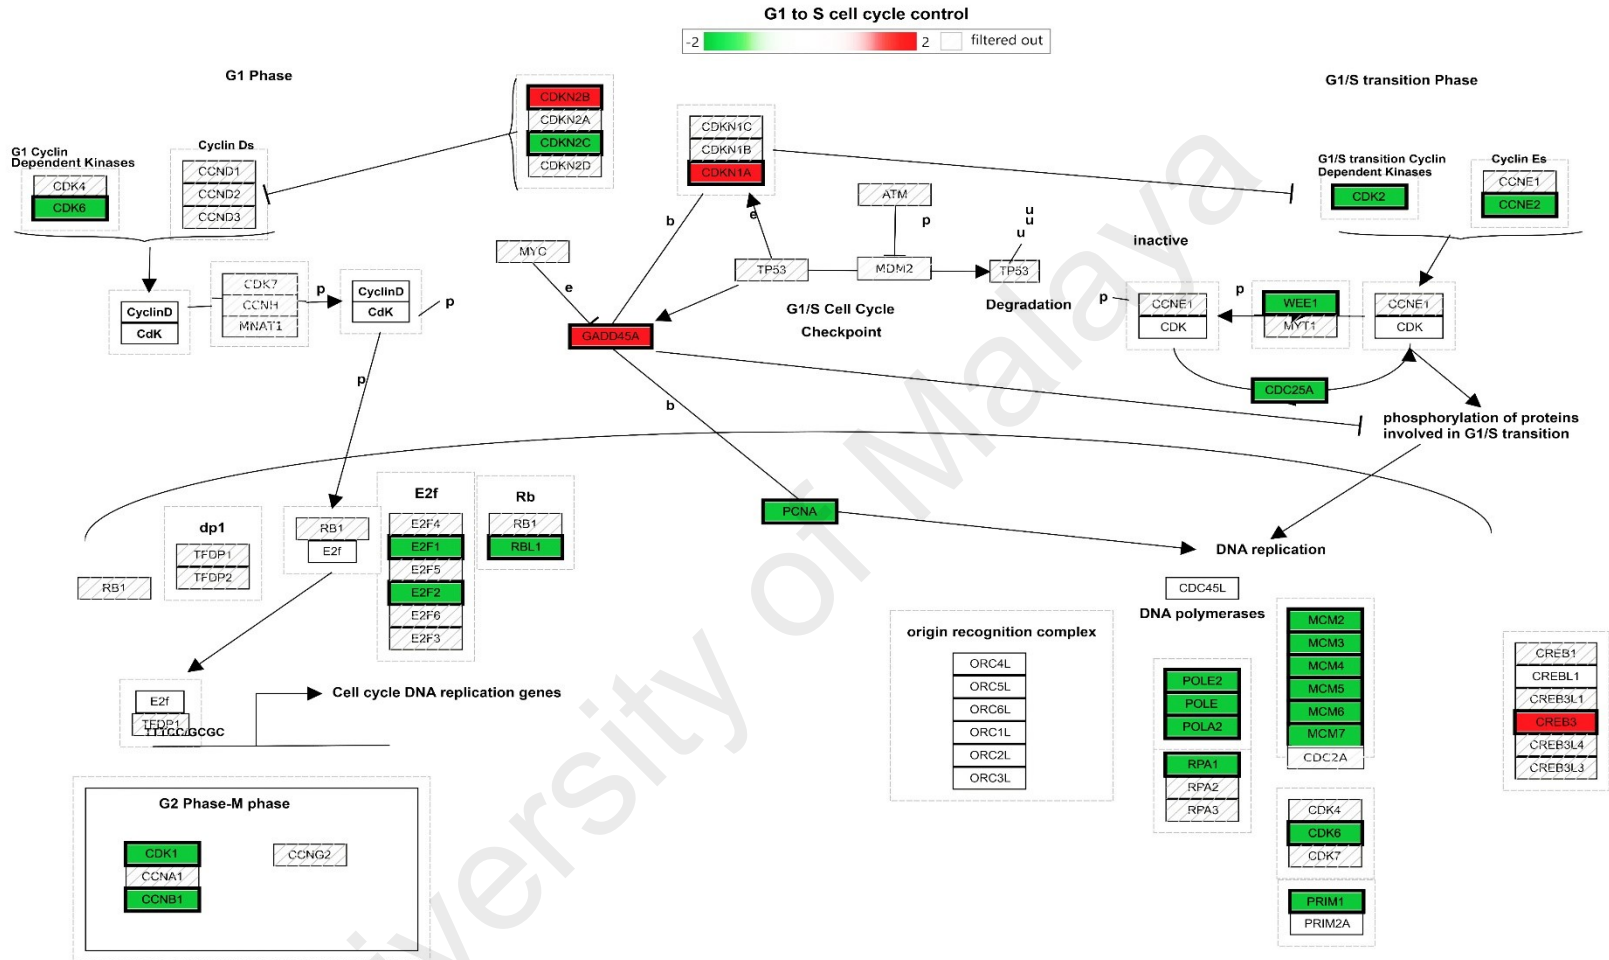 G1 to S cell cycle control
-2
2
filtered out
G1 Phase
G1/S transition Phase
CDKN2B
CDKN2A
CDKN2C
CDKN2D
CDKN1C
CDKN1B
CDKN1A
G1 Cyclin
Dependent Kinases
CDK4
CDK6
Cyclin Ds
CCND1
CCND2
CCND3
G1/S transition Cyclin
Dependent Kinases
CDK2
Cyclin Es
CCNE1
CCNE2
ATM
p
b
e
u
u
u
MYC
e
TP53
MDM2
TP53
Degradation
G1/S Cell Cycle
Checkpoint
GADD45A
b
CyclinD
CdK
CDK7
CCNH
MNAT1
p
CyclinD
CdK
p
p
inactive
p
CCNE1
CDK
p
WEE1
MYT1
CCNE1
CDK
CDC25A
phosphorylation of proteins
involved in G1/S transition
PCNA
DNA replication
RB1
dp1
TFDP1
TFDP2
RB1
E2f
E2f
E2F4
E2F1
E2F5
E2F2
E2F6
E2F3
Rb
RB1
RBL1
E2f
TFDP1
TTTCC/GCGC
Cell cycle DNA replication genes
origin recognition complex
ORC4L
ORC5L
ORC6L
ORC1L
ORC2L
ORC3L
CDC45L
DNA polymerases
POLE2
POLE
POLA2
RPA1
RPA2
RPA3
MCM2
MCM3
MCM4
MCM5
MCM6
MCM7
CDC2A
CDK4
CDK6
CDK7
PRIM1
PRIM2A
CREB1
CREBL1
CREB3L1
CREB3
CREB3L4
CREB3L3
G2 Phase-M phase
CDK1
CCNA1
CCNB1
CCNG2
versity of Malaya